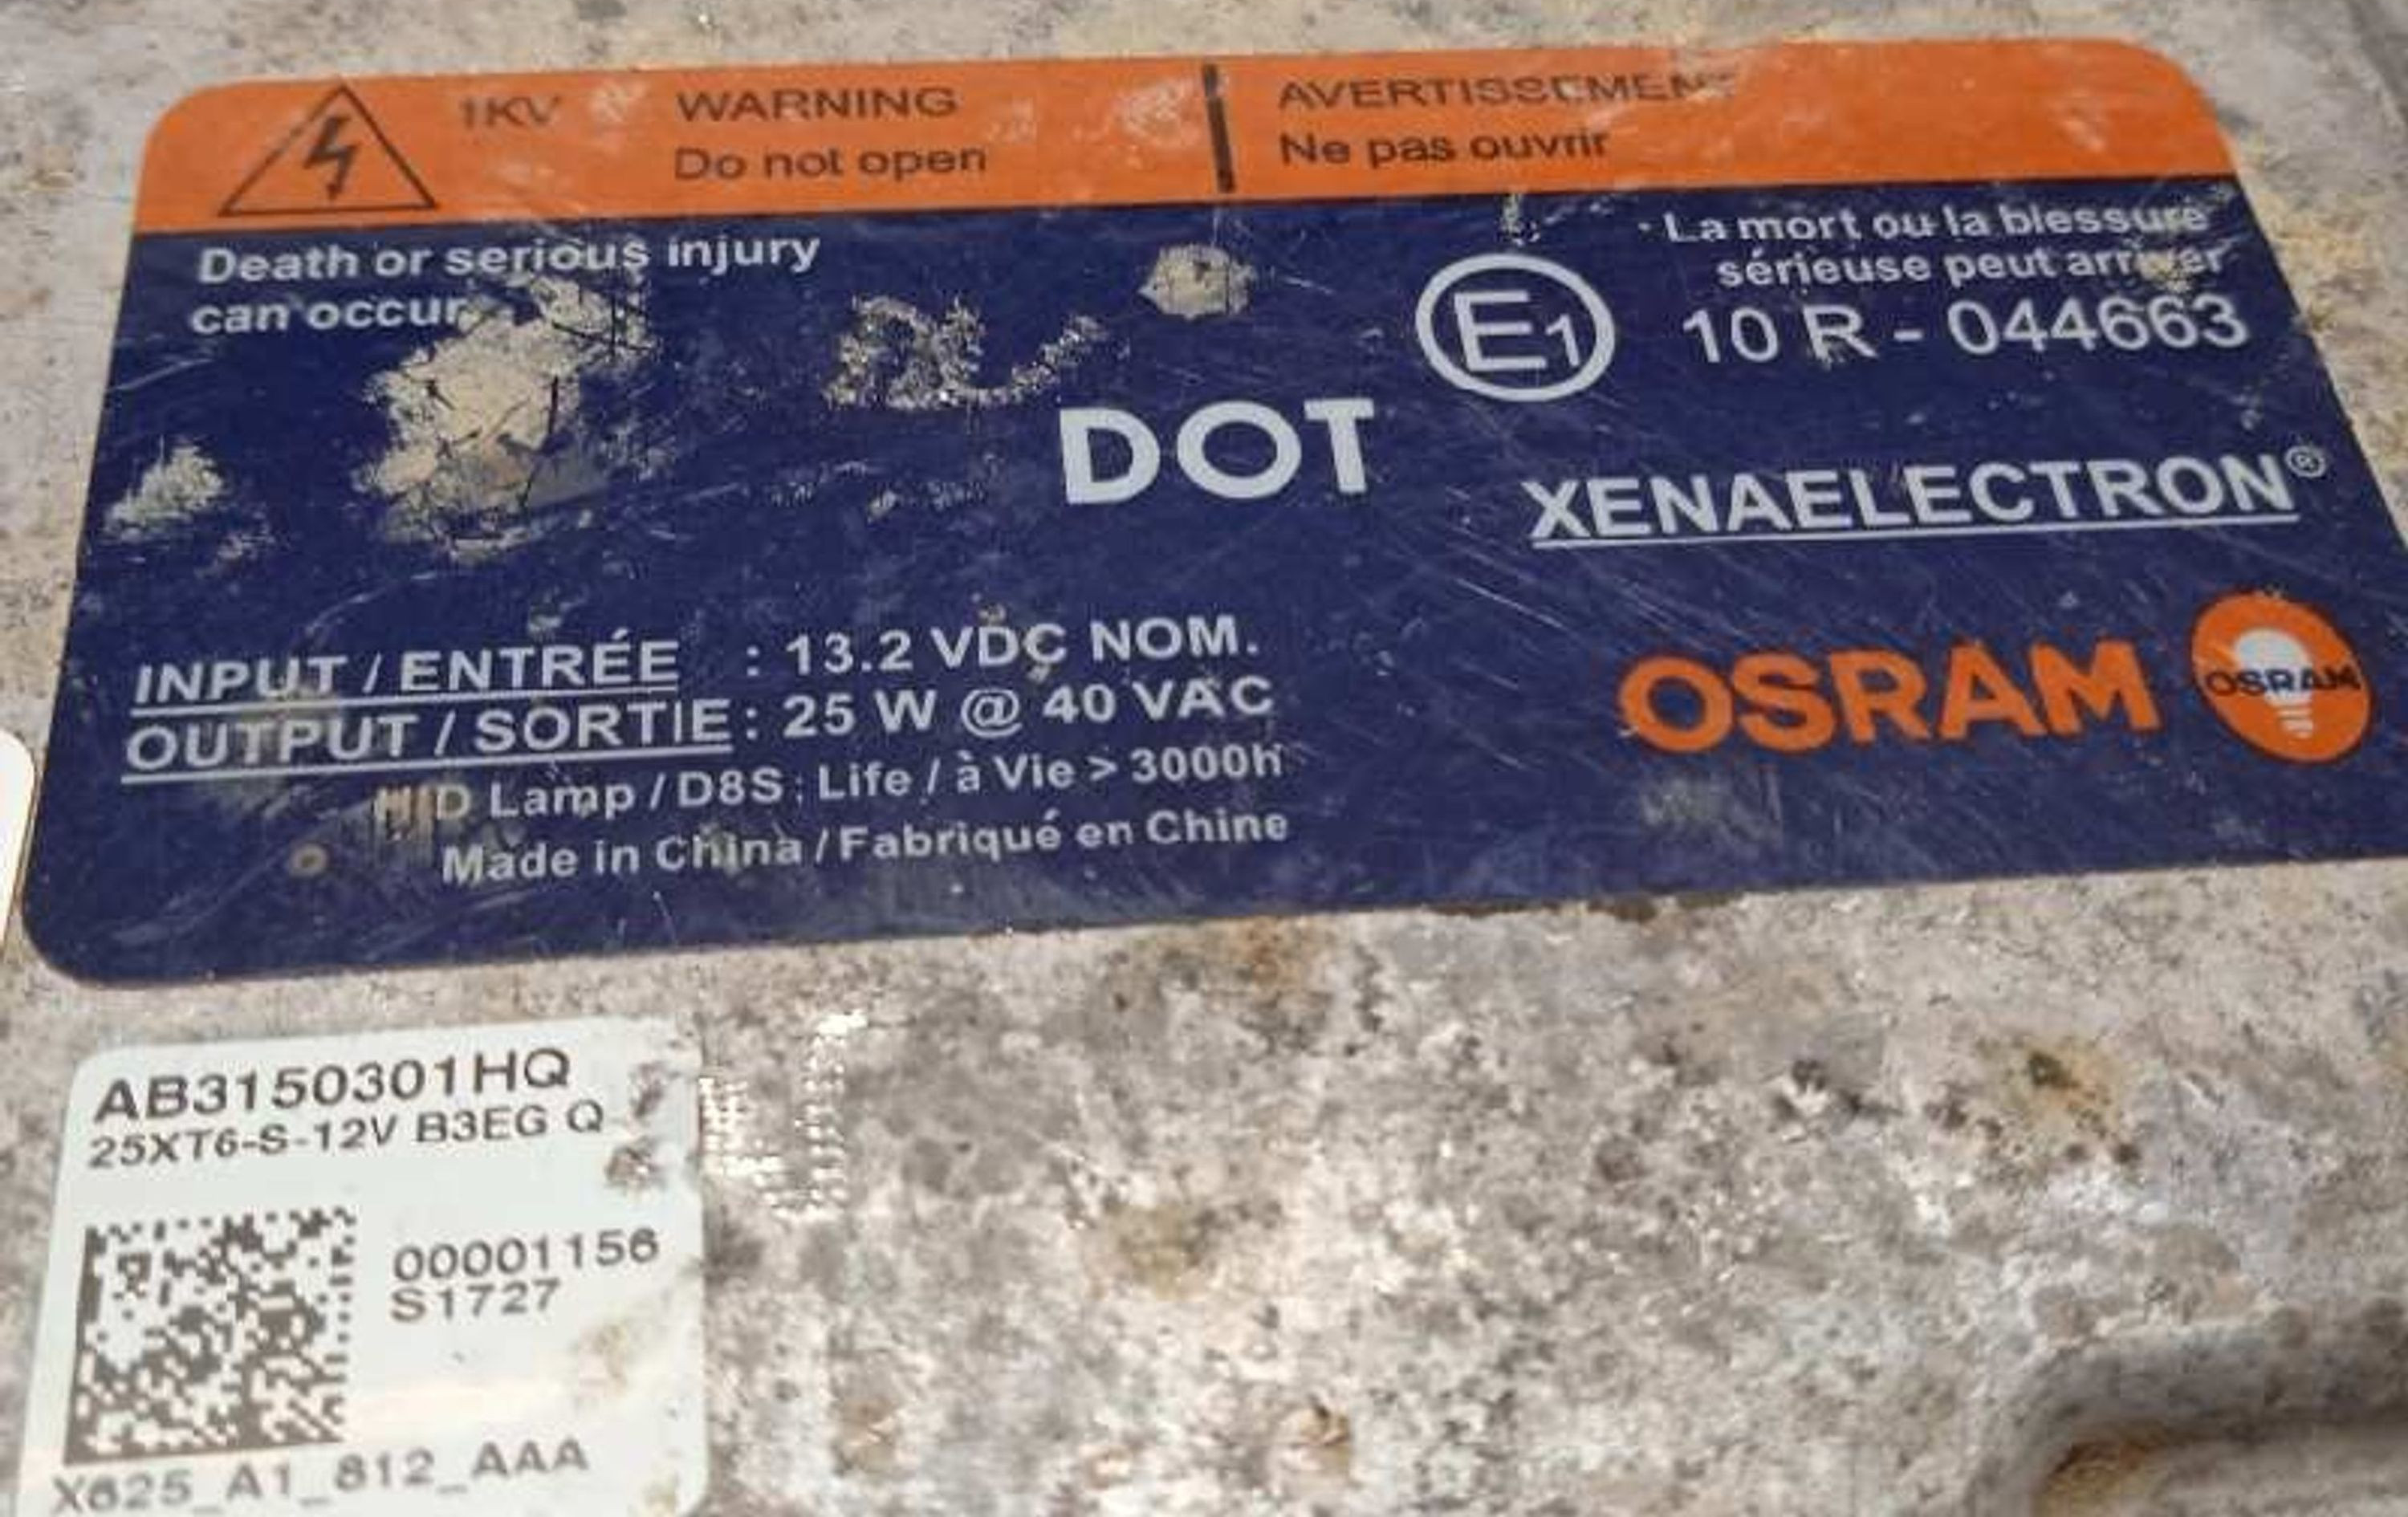 1KV WARNING
Do not open
AVERTISSEMENT
Ne pas ouvrir
Death or serious injury
can occur
La mort ou la blessure
sérieuse peut arriver
E1 10 R - 044663
DOT
XENAELECTRON®
INPUT / ENTRÉE : 13.2 VDC NOM.
OUTPUT / SORTIE : 25 W @ 40 VAC
HID Lamp / D8S ; Life / à Vie > 3000h
Made in China / Fabriqué en Chine
OSRAM
OSRAM
AB3150301HQ
25XT6-S-12V B3EG Q
00001156
S1727
X625_A1_812_AAA